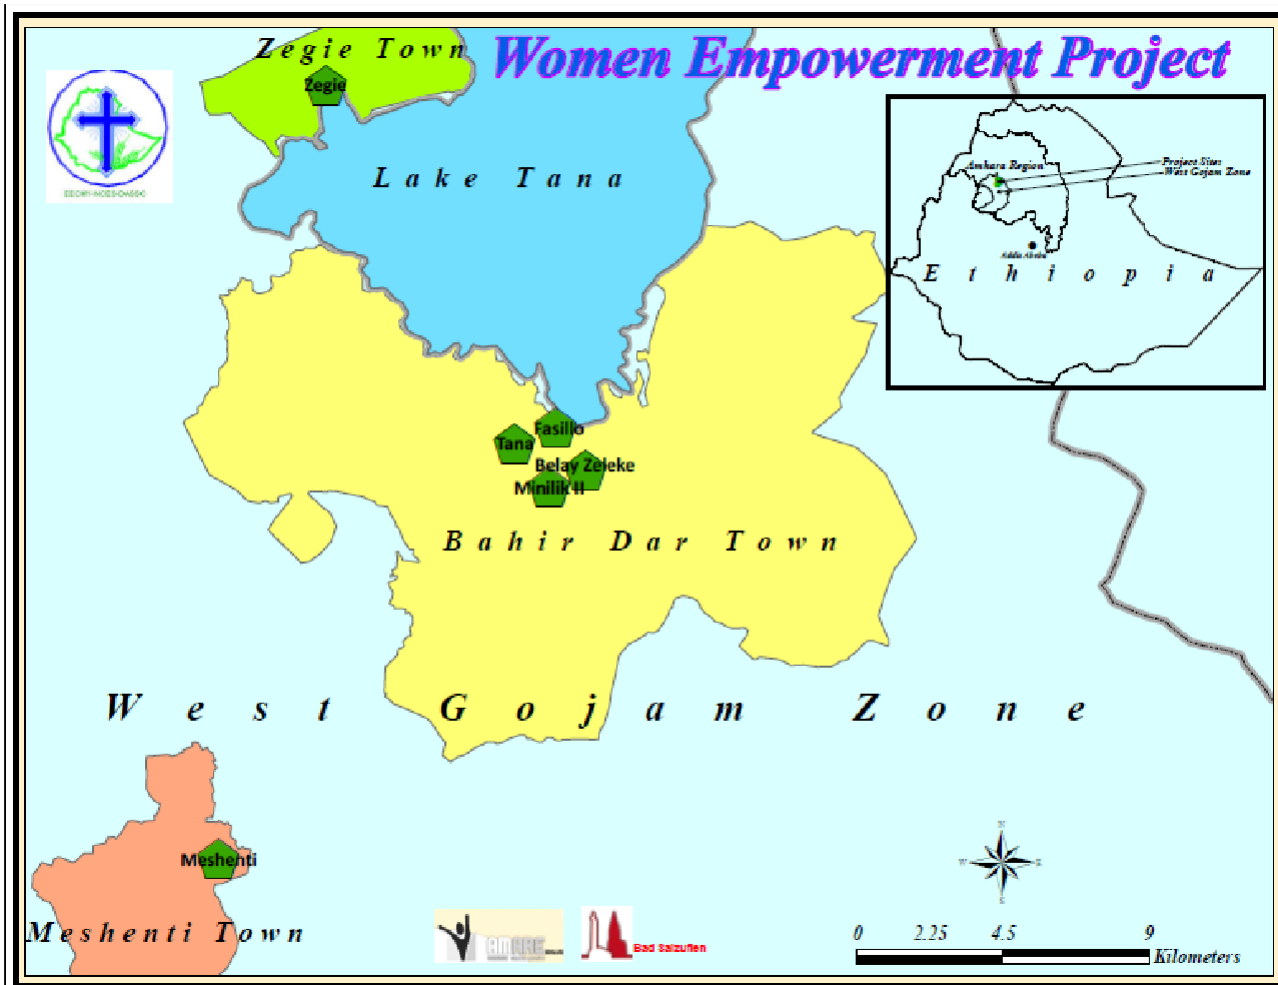 Zegie Town
Women Empowerment Project
Zegie
Lake Tana
Amhara Region
Project Sites
West Gojam Zone
Addis Ababa
Ethiopia
Fasillo
Tana
Belay Zeleke
Minilik II
Bahir Dar Town
West Gojam Zone
Meshenti
Meshenti Town
N
W
E
S
Bad Salzuflen
0 2.25 4.5 9
Kilometers